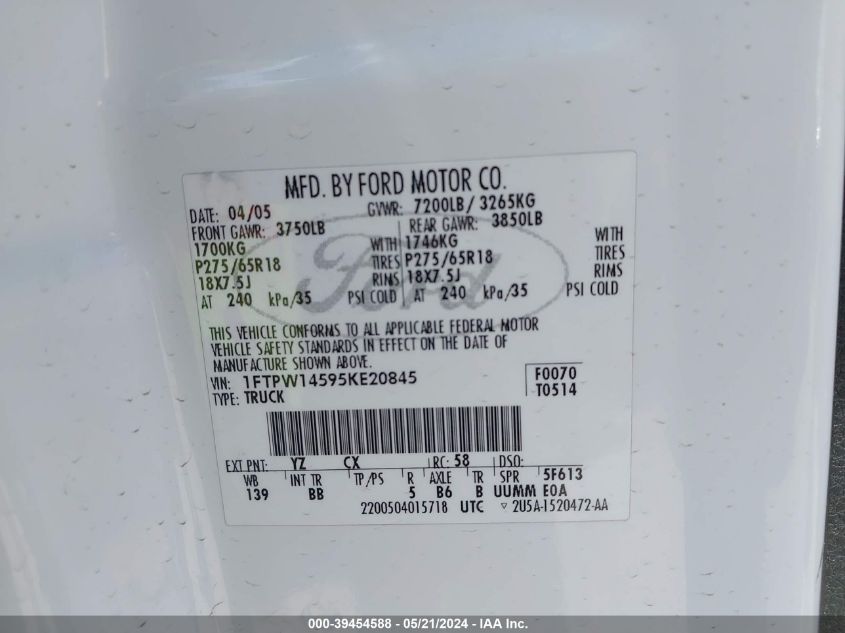 MFD. BY FORD MOTOR CO.
DATE: 04/05 GVWR: 7200LB/ 3265KG
FRONT GAWR: 3750LB REAR GAWR: 3850LB
1700KG WITH 1746KG WITH
P275/65R18 TIRES P275/65R18 TIRES
18X7.5J RIMS 18X7.5J RIMS
AT 240 kPa/35 PSI COLD AT 240 kPa/35 PSI COLD
Ford
THIS VEHICLE CONFORMS TO ALL APPLICABLE FEDERAL MOTOR
VEHICLE SAFETY STANDARDS IN EFFECT ON THE DATE OF
MANUFACTURE SHOWN ABOVE.
VIN: 1FTPW14595KE20845 F0070
TYPE: TRUCK T0514
EXT PNT: YZ CX RC: 58 DSO:
WB INT TR TP/PS R AXLE TR SPR 5F613
139 BB 5 B6 B UUMM E0A
2200504015718 UTC ▽ 2U5A-1520472-AA
000-39454588 - 05/21/2024 - IAA Inc.